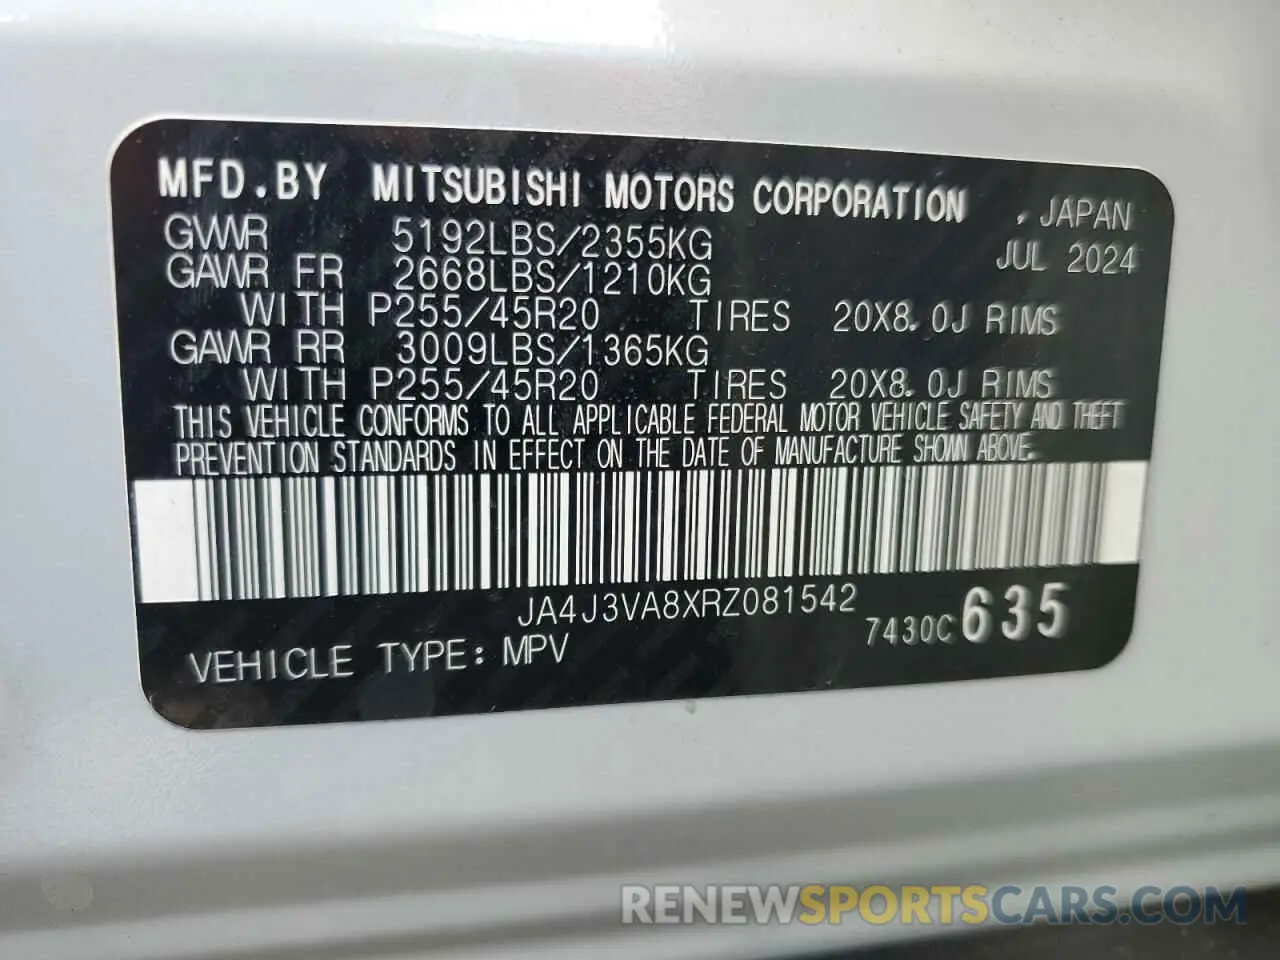 MFD.BY MITSUBISHI MOTORS CORPORATION , JAPAN
GVWR 5192LBS/2355KG JUL 2024
GAWR FR 2668LBS/1210KG
WITH P255/45R20 TIRES 20X8.0J RIMS
GAWR RR 3009LBS/1365KG
WITH P255/45R20 TIRES 20X8.0J RIMS
THIS VEHICLE CONFORMS TO ALL APPLICABLE FEDERAL MOTOR VEHICLE SAFETY AND THEFT
PREVENTION STANDARDS IN EFFECT ON THE DATE OF MANUFACTURE SHOWN ABOVE.
JA4J3VA8XRZ081542
7430C635
VEHICLE TYPE: MPV
RENEWSPORTSCARS.COM